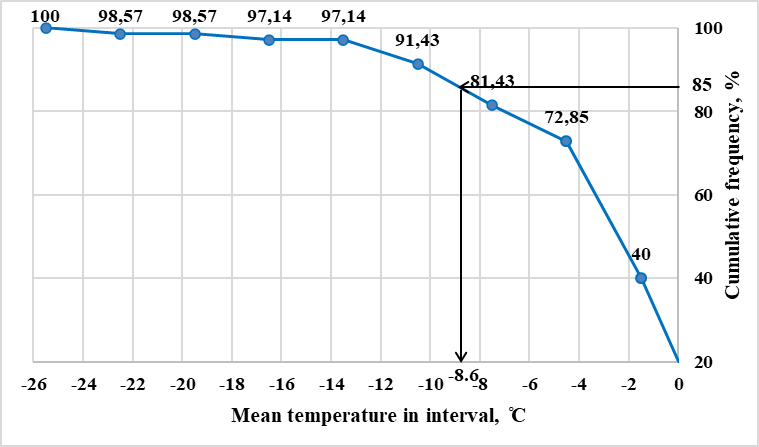 100 98,57 98,57 97,14 97,14
91,43
81,43
72,85
40
100
85
80
60
40
20
Cumulative frequency, %
-8.6
-26 -24 -22 -20 -18 -16 -14 -12 -10 -8 -6 -4 -2 0
Mean temperature in interval, ℃